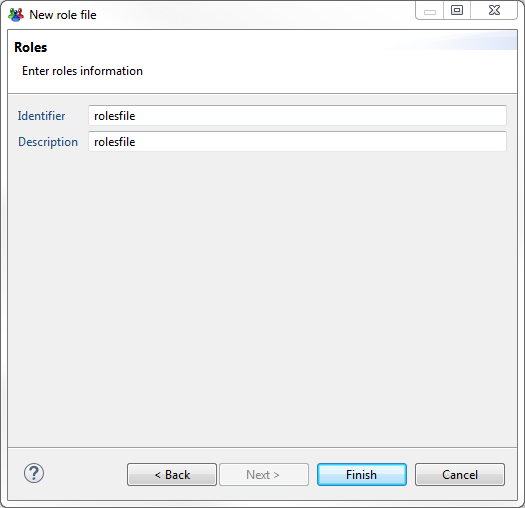 New role file
Roles
Enter roles information
Identifier rolesfile
Description rolesfile
? < Back Next > Finish Cancel